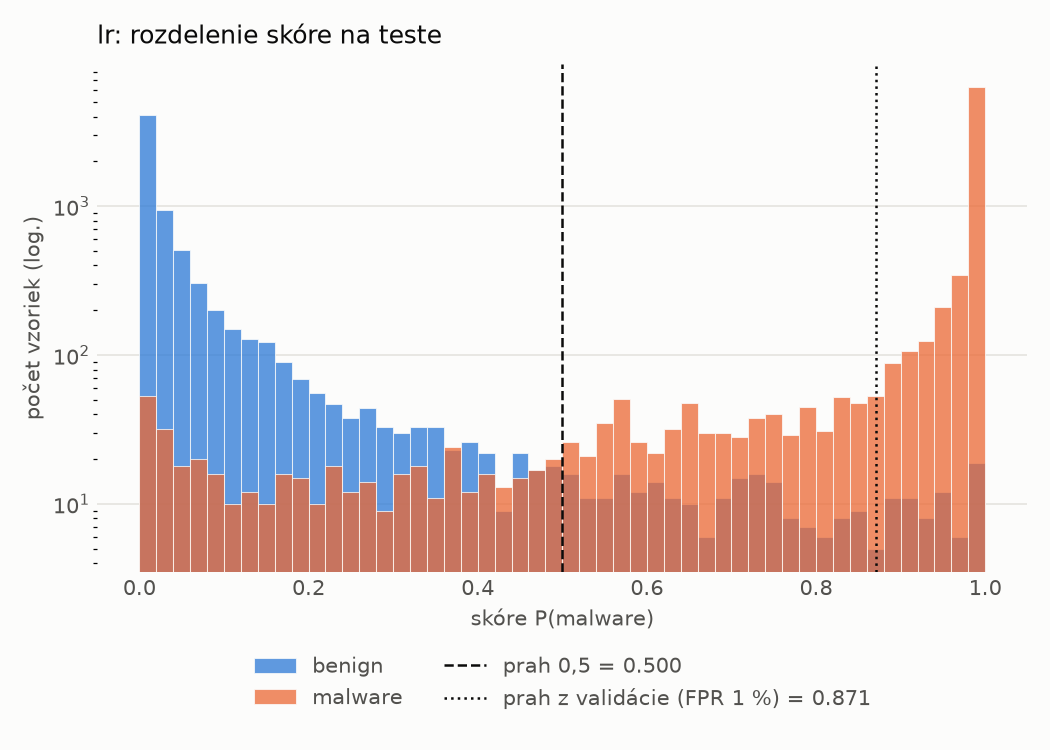 lr: rozdelenie skóre na teste
počet vzoriek (log.)
10³
10²
10¹
0.0 0.2 0.4 0.6 0.8 1.0
skóre P(malware)
benign
malware
prah 0,5 = 0.500
prah z validácie (FPR 1 %) = 0.871